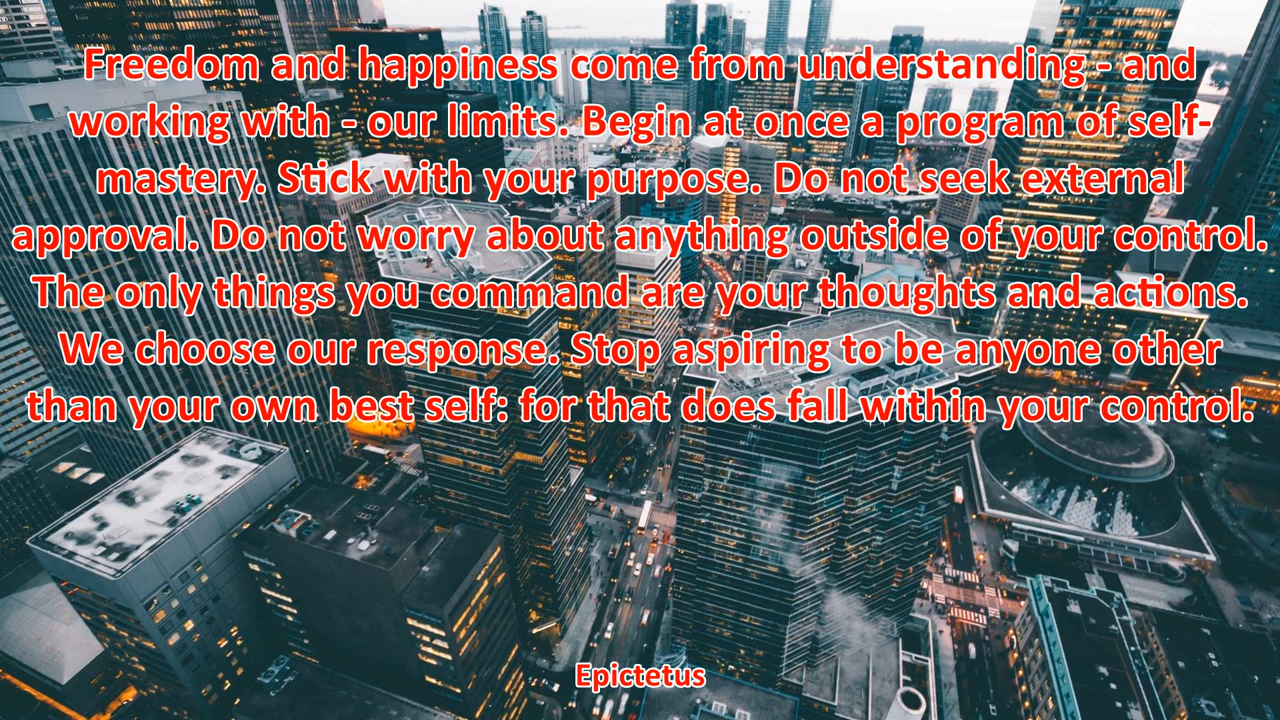 Freedom and happiness come from understanding - and
working with - our limits. Begin at once a program of self-
mastery. Stick with your purpose. Do not seek external
approval. Do not worry about anything outside of your control.
The only things you command are your thoughts and actions.
We choose our response. Stop aspiring to be anyone other
than your own best self: for that does fall within your control.
Epictetus